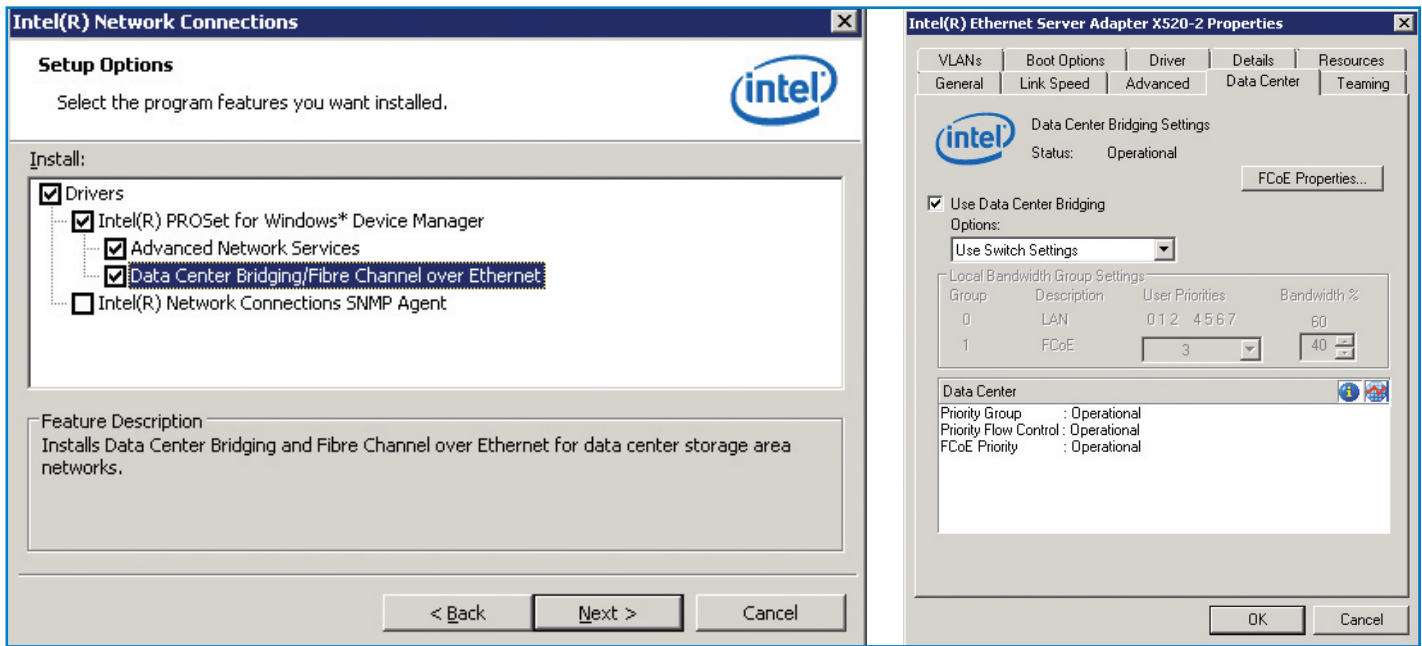 Intel(R) Network Connections
Setup Options
Select the program features you want installed.
intel
Install:
Drivers
Intel(R) PROSet for Windows* Device Manager
Advanced Network Services
Data Center Bridging/Fibre Channel over Ethernet
Intel(R) Network Connections SNMP Agent
Feature Description
Installs Data Center Bridging and Fibre Channel over Ethernet for data center storage area
networks.
< Back Next > Cancel
Intel(R) Ethernet Server Adapter X520-2 Properties
VLANs Boot Options Driver Details Resources
General Link Speed Advanced Data Center Teaming
intel
Data Center Bridging Settings
Status: Operational
FCoE Properties...
Use Data Center Bridging
Options:
Use Switch Settings
Local Bandwidth Group Settings
Group Description User Priorities Bandwidth %
0 LAN 0 1 2 4 5 6 7 60
1 FCoE 3 40
Data Center
Priority Group : Operational
Priority Flow Control : Operational
FCoE Priority : Operational
OK Cancel